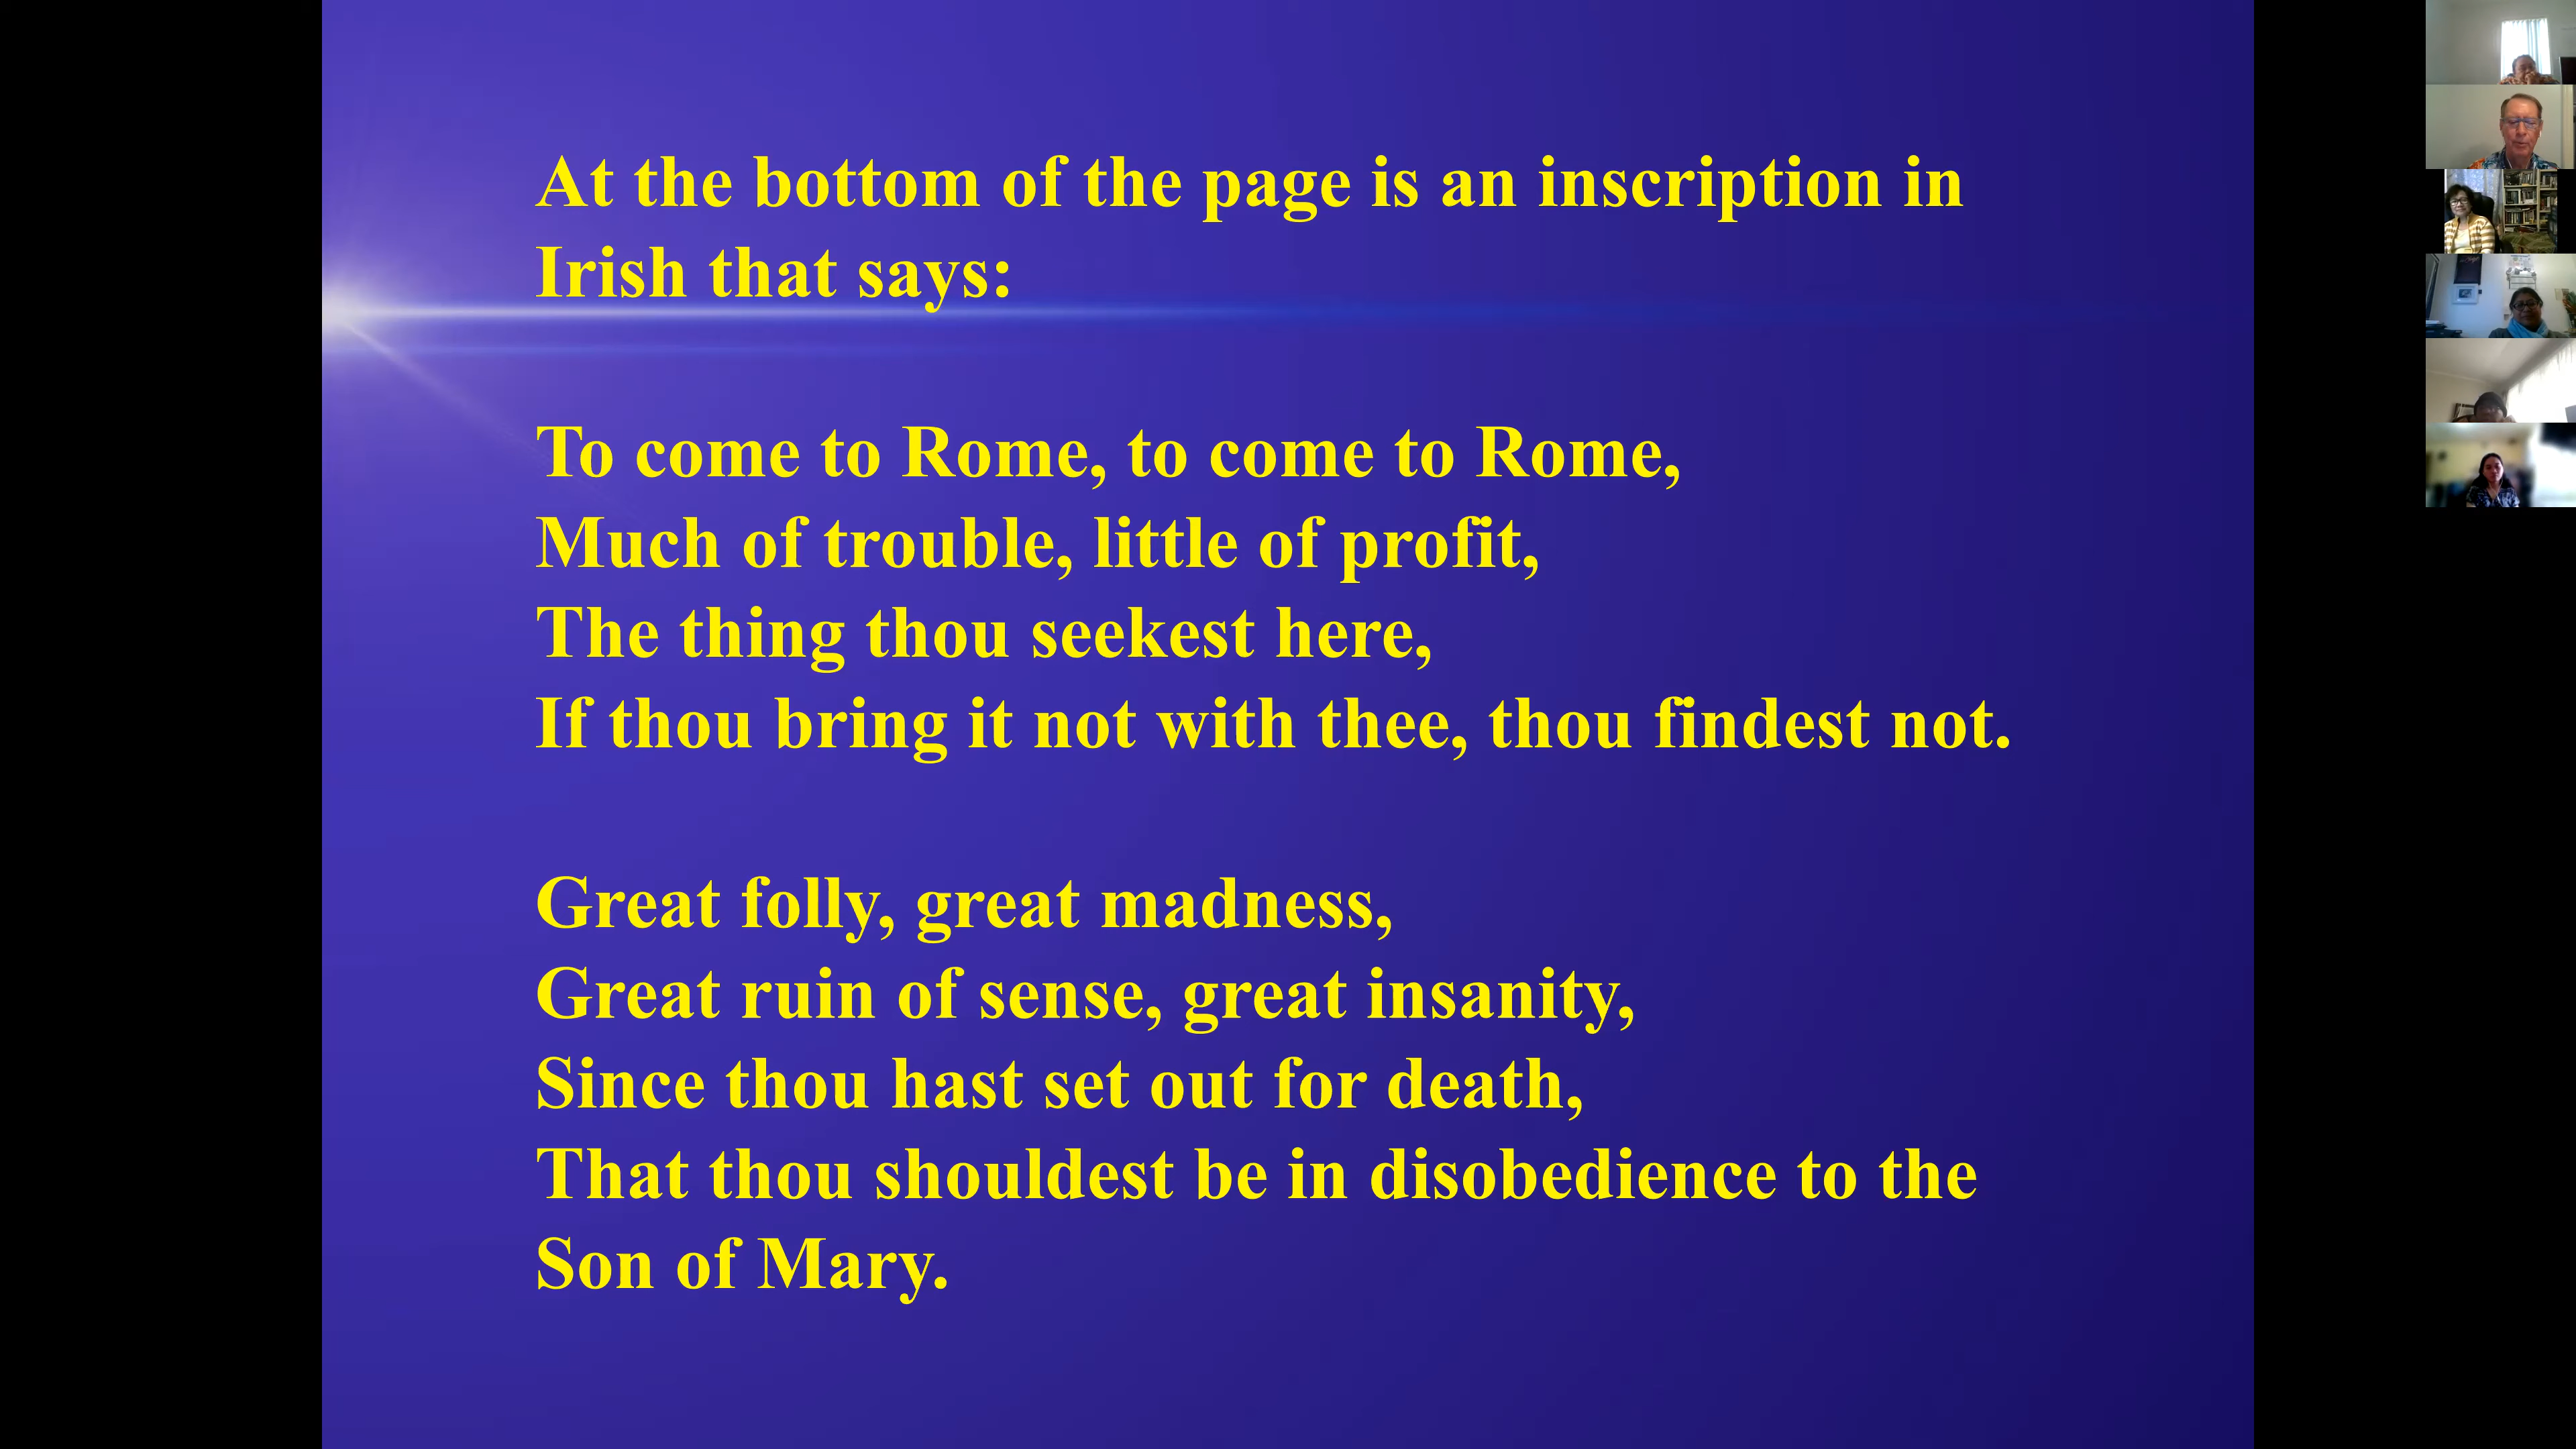 At the bottom of the page is an inscription in
Irish that says:
To come to Rome, to come to Rome,
Much of trouble, little of profit,
The thing thou seekest here,
If thou bring it not with thee, thou findest not.
Great folly, great madness,
Great ruin of sense, great insanity,
Since thou hast set out for death,
That thou shouldest be in disobedience to the
Son of Mary.